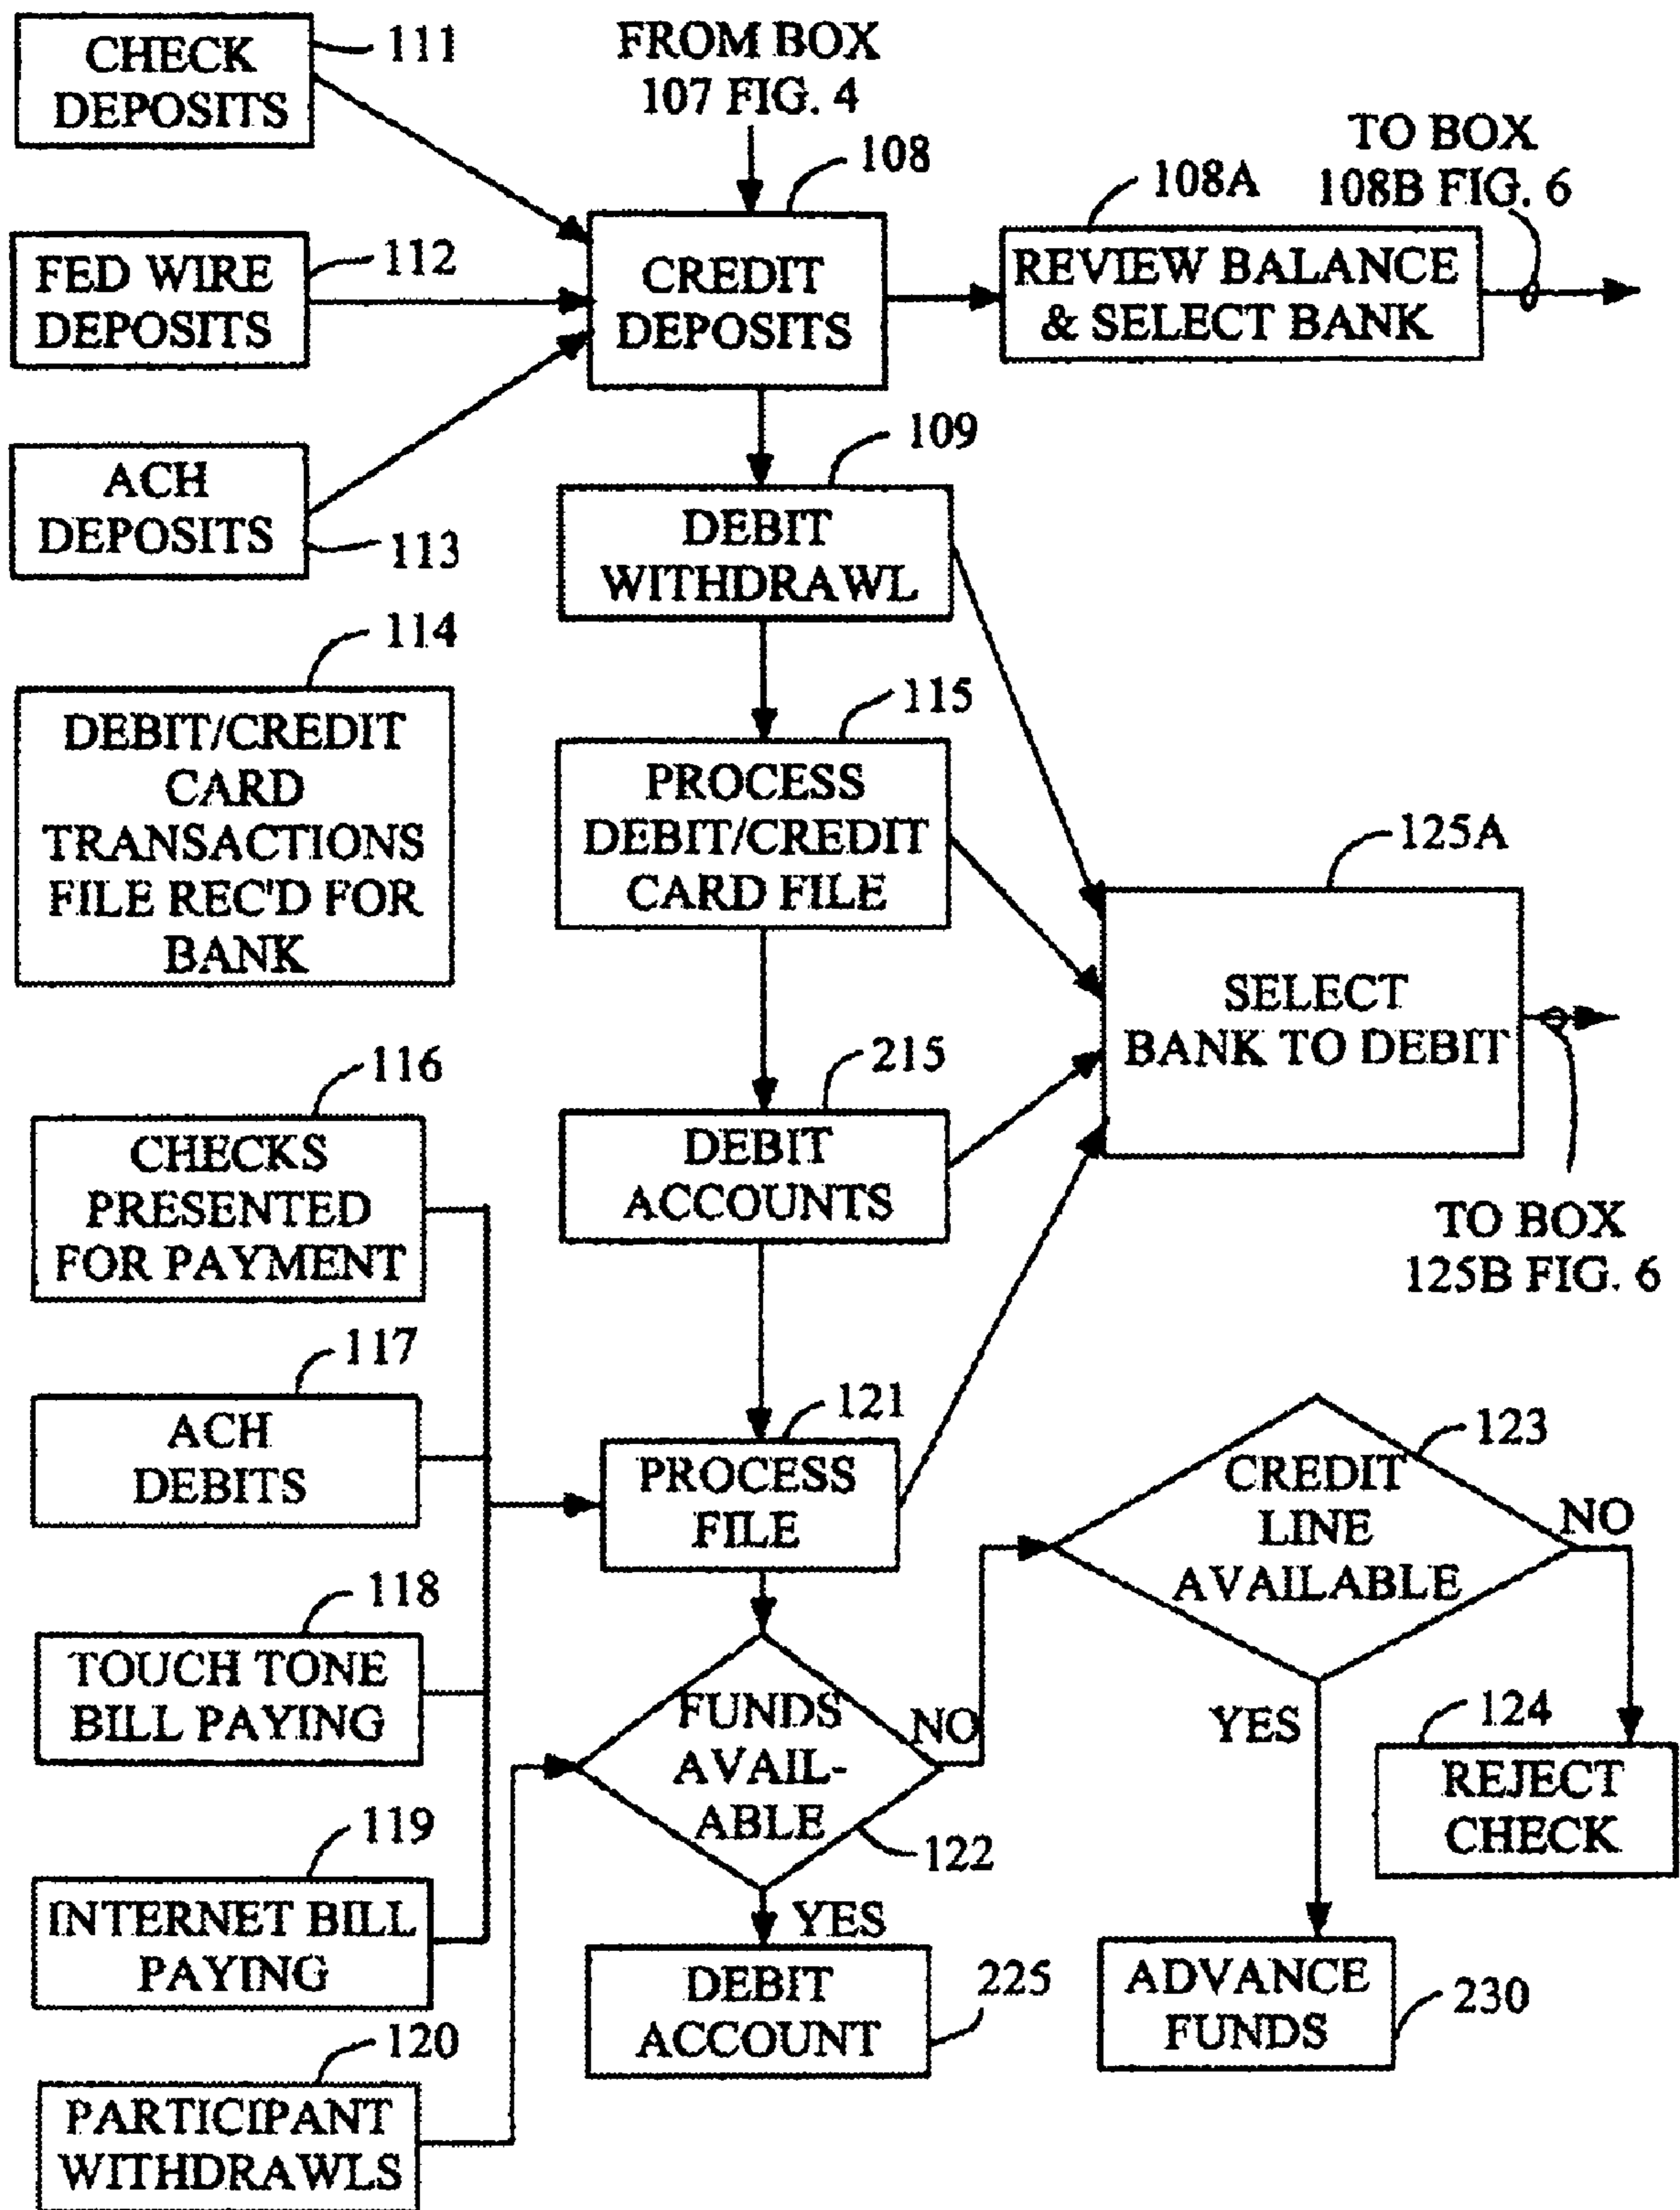 CHECK
DEPOSITS
111
FROM BOX
107 FIG. 4
108
108A
TO BOX
108B FIG. 6
FED WIRE
DEPOSITS
112
CREDIT
DEPOSITS
REVIEW BALANCE
& SELECT BANK
ACH
DEPOSITS
113
109
DEBIT
WITHDRAWL
114
DEBIT/CREDIT
CARD
TRANSACTIONS
FILE REC'D FOR
BANK
115
PROCESS
DEBIT/CREDIT
CARD FILE
125A
SELECT
BANK TO DEBIT
TO BOX
125B FIG. 6
116
CHECKS
PRESENTED
FOR PAYMENT
215
DEBIT
ACCOUNTS
117
ACH
DEBITS
121
PROCESS
FILE
123
CREDIT
LINE
AVAILABLE
NO
YES
118
TOUCH TONE
BILL PAYING
FUNDS
AVAIL-
ABLE
NO
122
YES
124
REJECT
CHECK
119
INTERNET BILL
PAYING
DEBIT
ACCOUNT
225
ADVANCE
FUNDS
230
120
PARTICIPANT
WITHDRAWLS